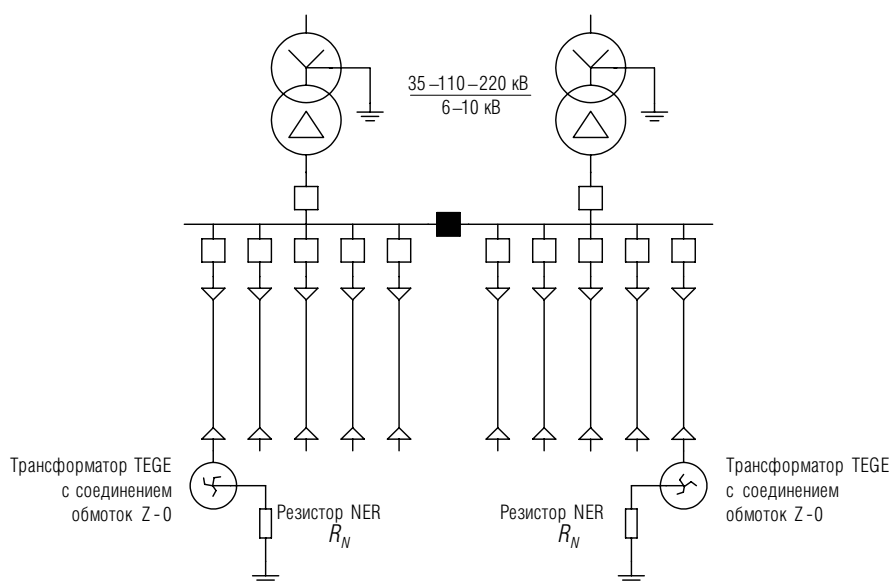 35–110–220 кВ
6–10 кВ
Трансформатор TEGE
с соединением
обмоток Z-0
Резистор NER
R_N
Резистор NER
R_N
Трансформатор TEGE
с соединением
обмоток Z-0